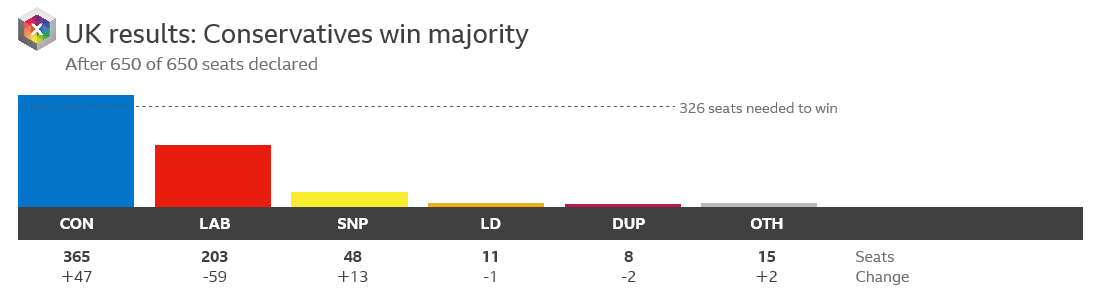 UK results: Conservatives win majority
After 650 of 650 seats declared
326 seats needed to win
CON LAB SNP LD DUP OTH
365 203 48 11 8 15 Seats
+47 -59 +13 -1 -2 +2 Change